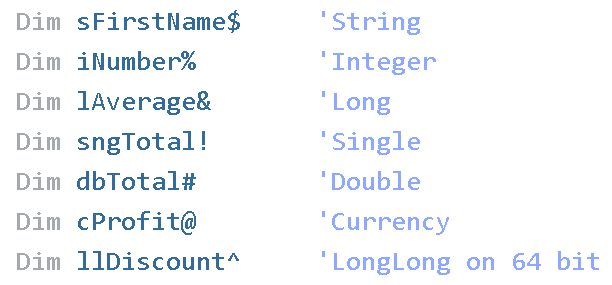 Dim sFirstName$     'String
Dim iNumber%        'Integer
Dim lAverage&       'Long
Dim sngTotal!       'Single
Dim dbTotal#        'Double
Dim cProfit@        'Currency
Dim llDiscount^     'LongLong on 64 bit